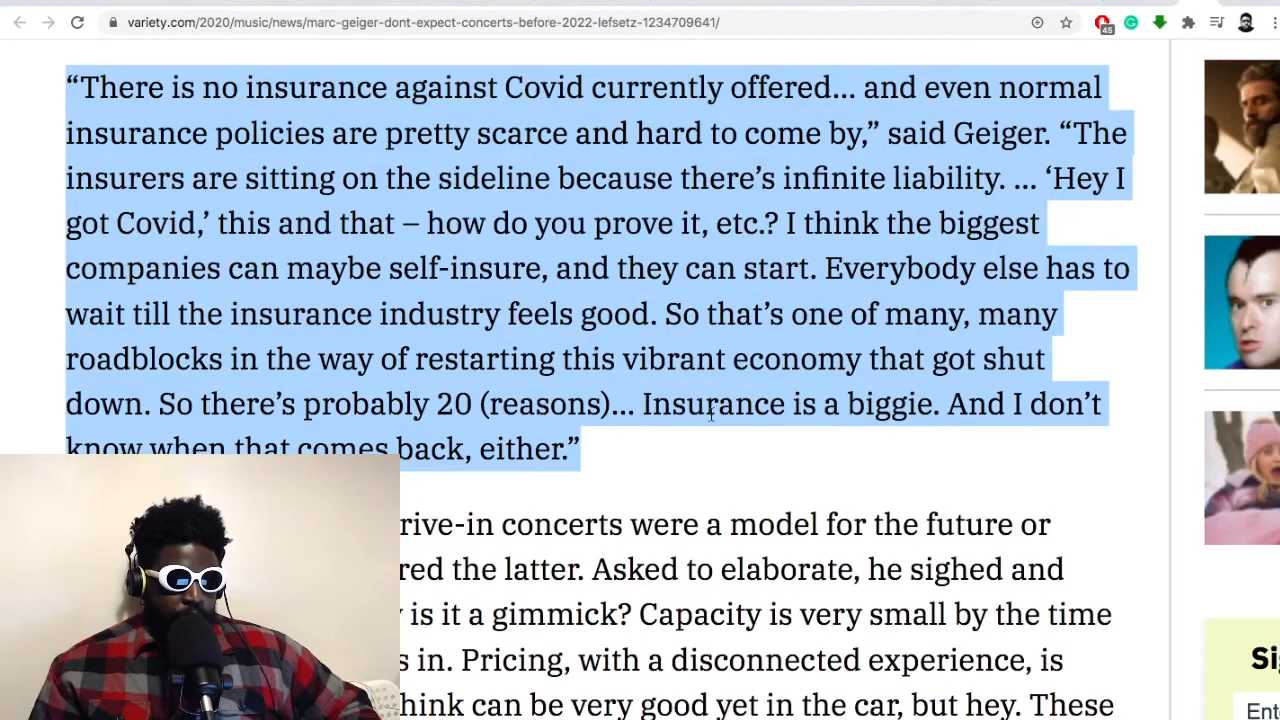 variety.com/2020/music/news/marc-geiger-dont-expect-concerts-before-2022-lefsetz-1234709641/
45
“There is no insurance against Covid currently offered... and even normal
insurance policies are pretty scarce and hard to come by,” said Geiger. “The
insurers are sitting on the sideline because there’s infinite liability. ... ‘Hey I
got Covid,’ this and that – how do you prove it, etc.? I think the biggest
companies can maybe self-insure, and they can start. Everybody else has to
wait till the insurance industry feels good. So that’s one of many, many
roadblocks in the way of restarting this vibrant economy that got shut
down. So there’s probably 20 (reasons)... Insurance is a biggie. And I don’t
know when that comes back, either.”
rive-in concerts were a model for the future or
red the latter. Asked to elaborate, he sighed and
is it a gimmick? Capacity is very small by the time
s in. Pricing, with a disconnected experience, is
hink can be very good yet in the car, but hey. These
Si
Ent